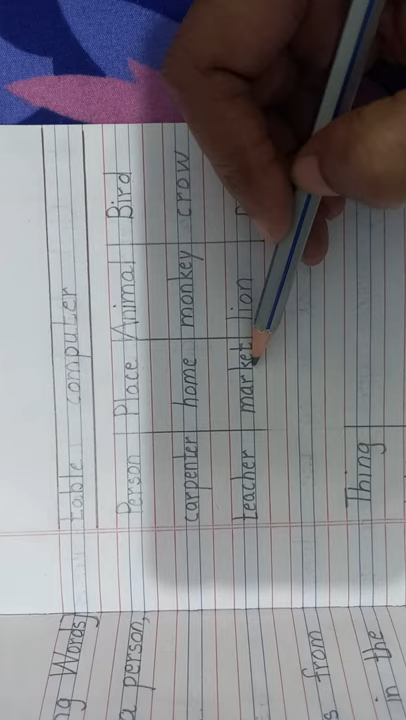 ng Words)
a person,
s from
in the
table computer
Person Place Animal Bird
carpenter home monkey crow
teacher market lion
Thing